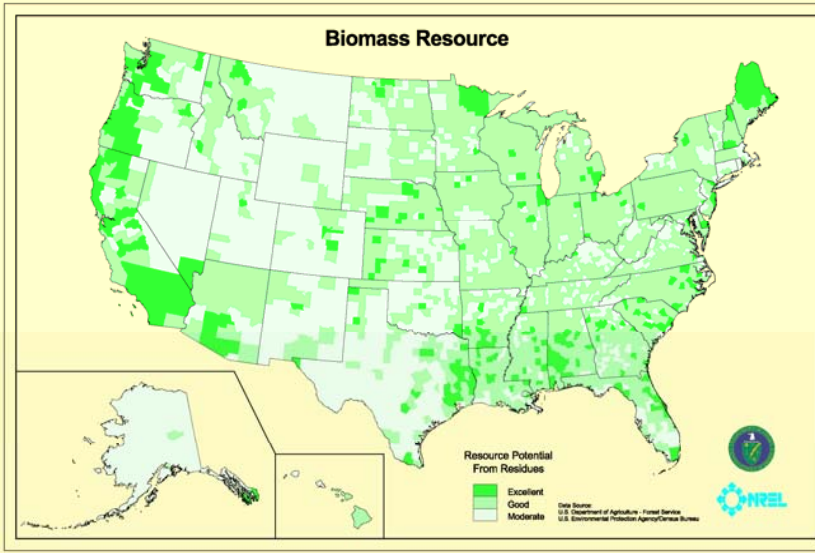 Biomass Resource
Resource Potential
From Residues
Excellent
Good
Moderate
Data Source:
U.S. Department of Agriculture - Forest Service
U.S. Environmental Protection Agency/Census Bureau
NREL